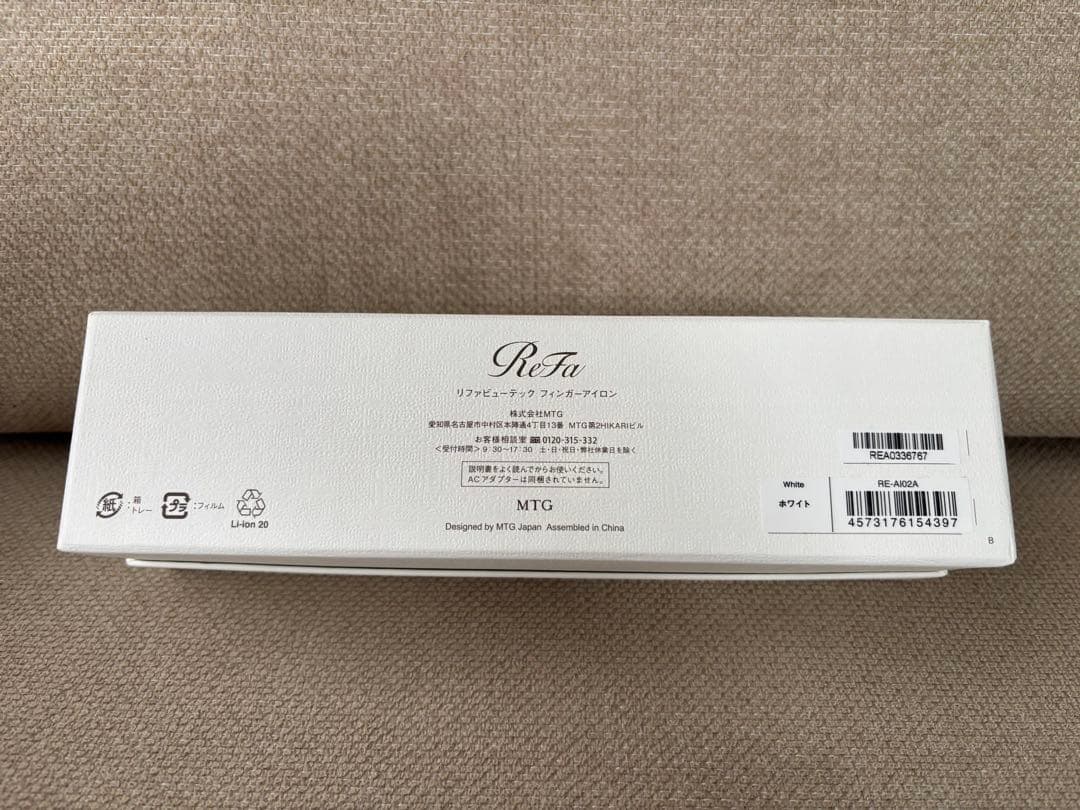 ReFa
リファビューテック フィンガーアイロン
株式会社MTG
愛知県名古屋市中村区本陣通4丁目13番 MTG第2HIKARIビル
お客様相談室 0120-315-332
<受付時間> 9:30~17:30 土・日・祝日・弊社休業日を除く
説明書をよく読んでからお使いください。
ACアダプターは同梱されていません。
MTG
Designed by MTG Japan Assembled in China
紙 :箱
トレー
プラ :フィルム
Li-ion 20
REA0336767
White
ホワイト
RE-AI02A
4573176154397
B